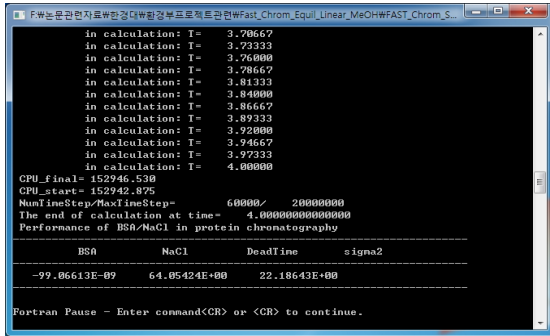 F:₩논문관련자료₩한경대₩환경부프로젝트관련₩Fast_Chrom_Equil_Linear_MeOH₩FAST_Chrom_S...
in calculation: T= 3.70667
in calculation: T= 3.73333
in calculation: T= 3.76000
in calculation: T= 3.78667
in calculation: T= 3.81333
in calculation: T= 3.84000
in calculation: T= 3.86667
in calculation: T= 3.89333
in calculation: T= 3.92000
in calculation: T= 3.94667
in calculation: T= 3.97333
in calculation: T= 4.00000
CPU_final= 152946.530
CPU_start= 152942.875
NumTimeStep/MaxTimeStep= 60000/ 20000000
The end of calculation at time= 4.00000000000000
Performance of BSA/NaCl in protein chromatography
BSA NaCl DeadTime sigma2
-99.06613E-09 64.05424E+00 22.18643E+00
Fortran Pause - Enter command<CR> or <CR> to continue.